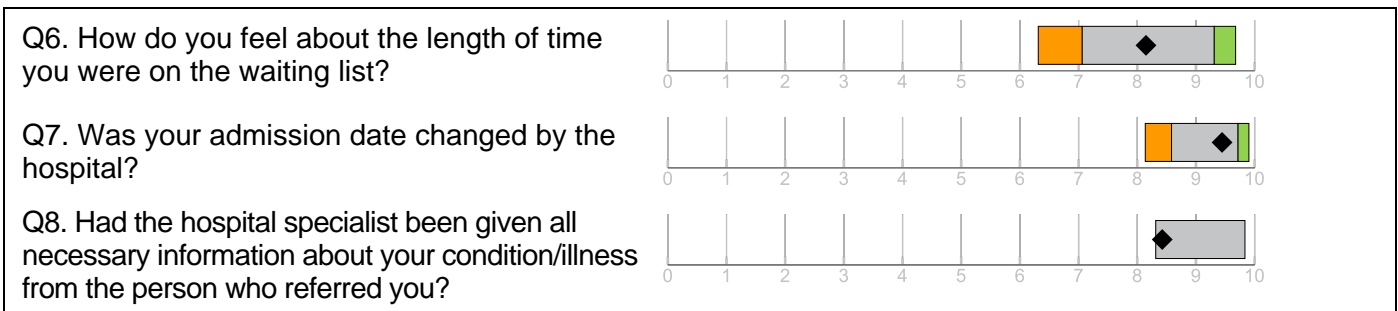 Q6. How do you feel about the length of time
you were on the waiting list?
0 1 2 3 4 5 6 7 8 9 10
Q7. Was your admission date changed by the
hospital?
0 1 2 3 4 5 6 7 8 9 10
Q8. Had the hospital specialist been given all
necessary information about your condition/illness
from the person who referred you?
0 1 2 3 4 5 6 7 8 9 10